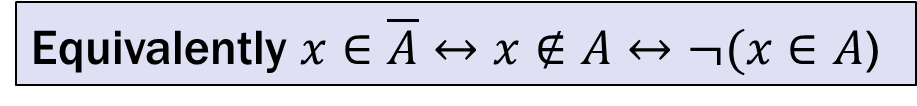 Equivalently x ∈ A̅ ↔ x ∉ A ↔ ¬(x ∈ A)